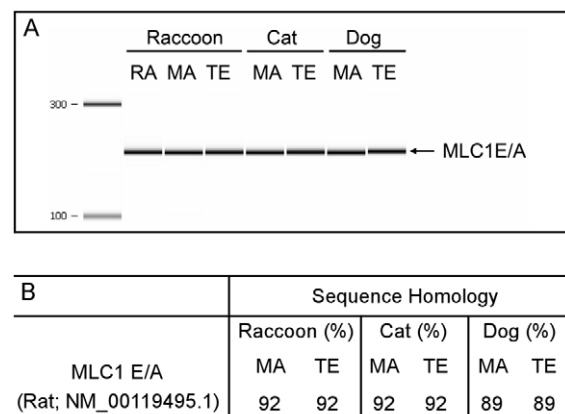 A
Raccoon Cat Dog
RA MA TE MA TE MA TE
300
MLC1E/A
100
B Sequence Homology
Raccoon (%) Cat (%) Dog (%)
MLC1 E/A MA TE MA TE MA TE
(Rat; NM_00119495.1) 92 92 92 92 89 89